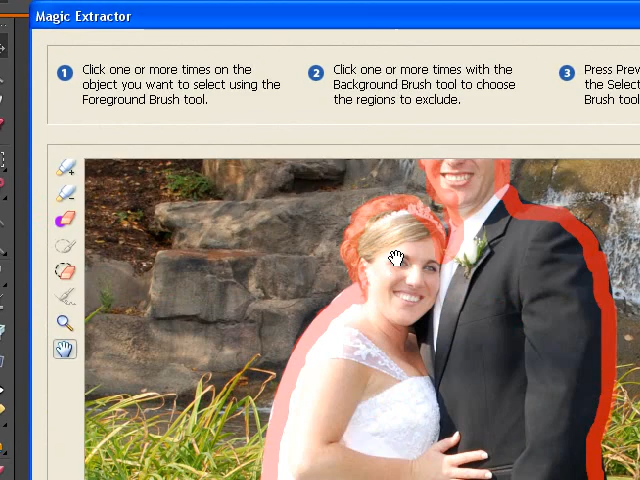 Magic Extractor
1 Click one or more times on the
object you want to select using the
Foreground Brush tool.
2 Click one or more times with the
Background Brush tool to choose
the regions to exclude.
3 Press Prev
the Select
Brush tool